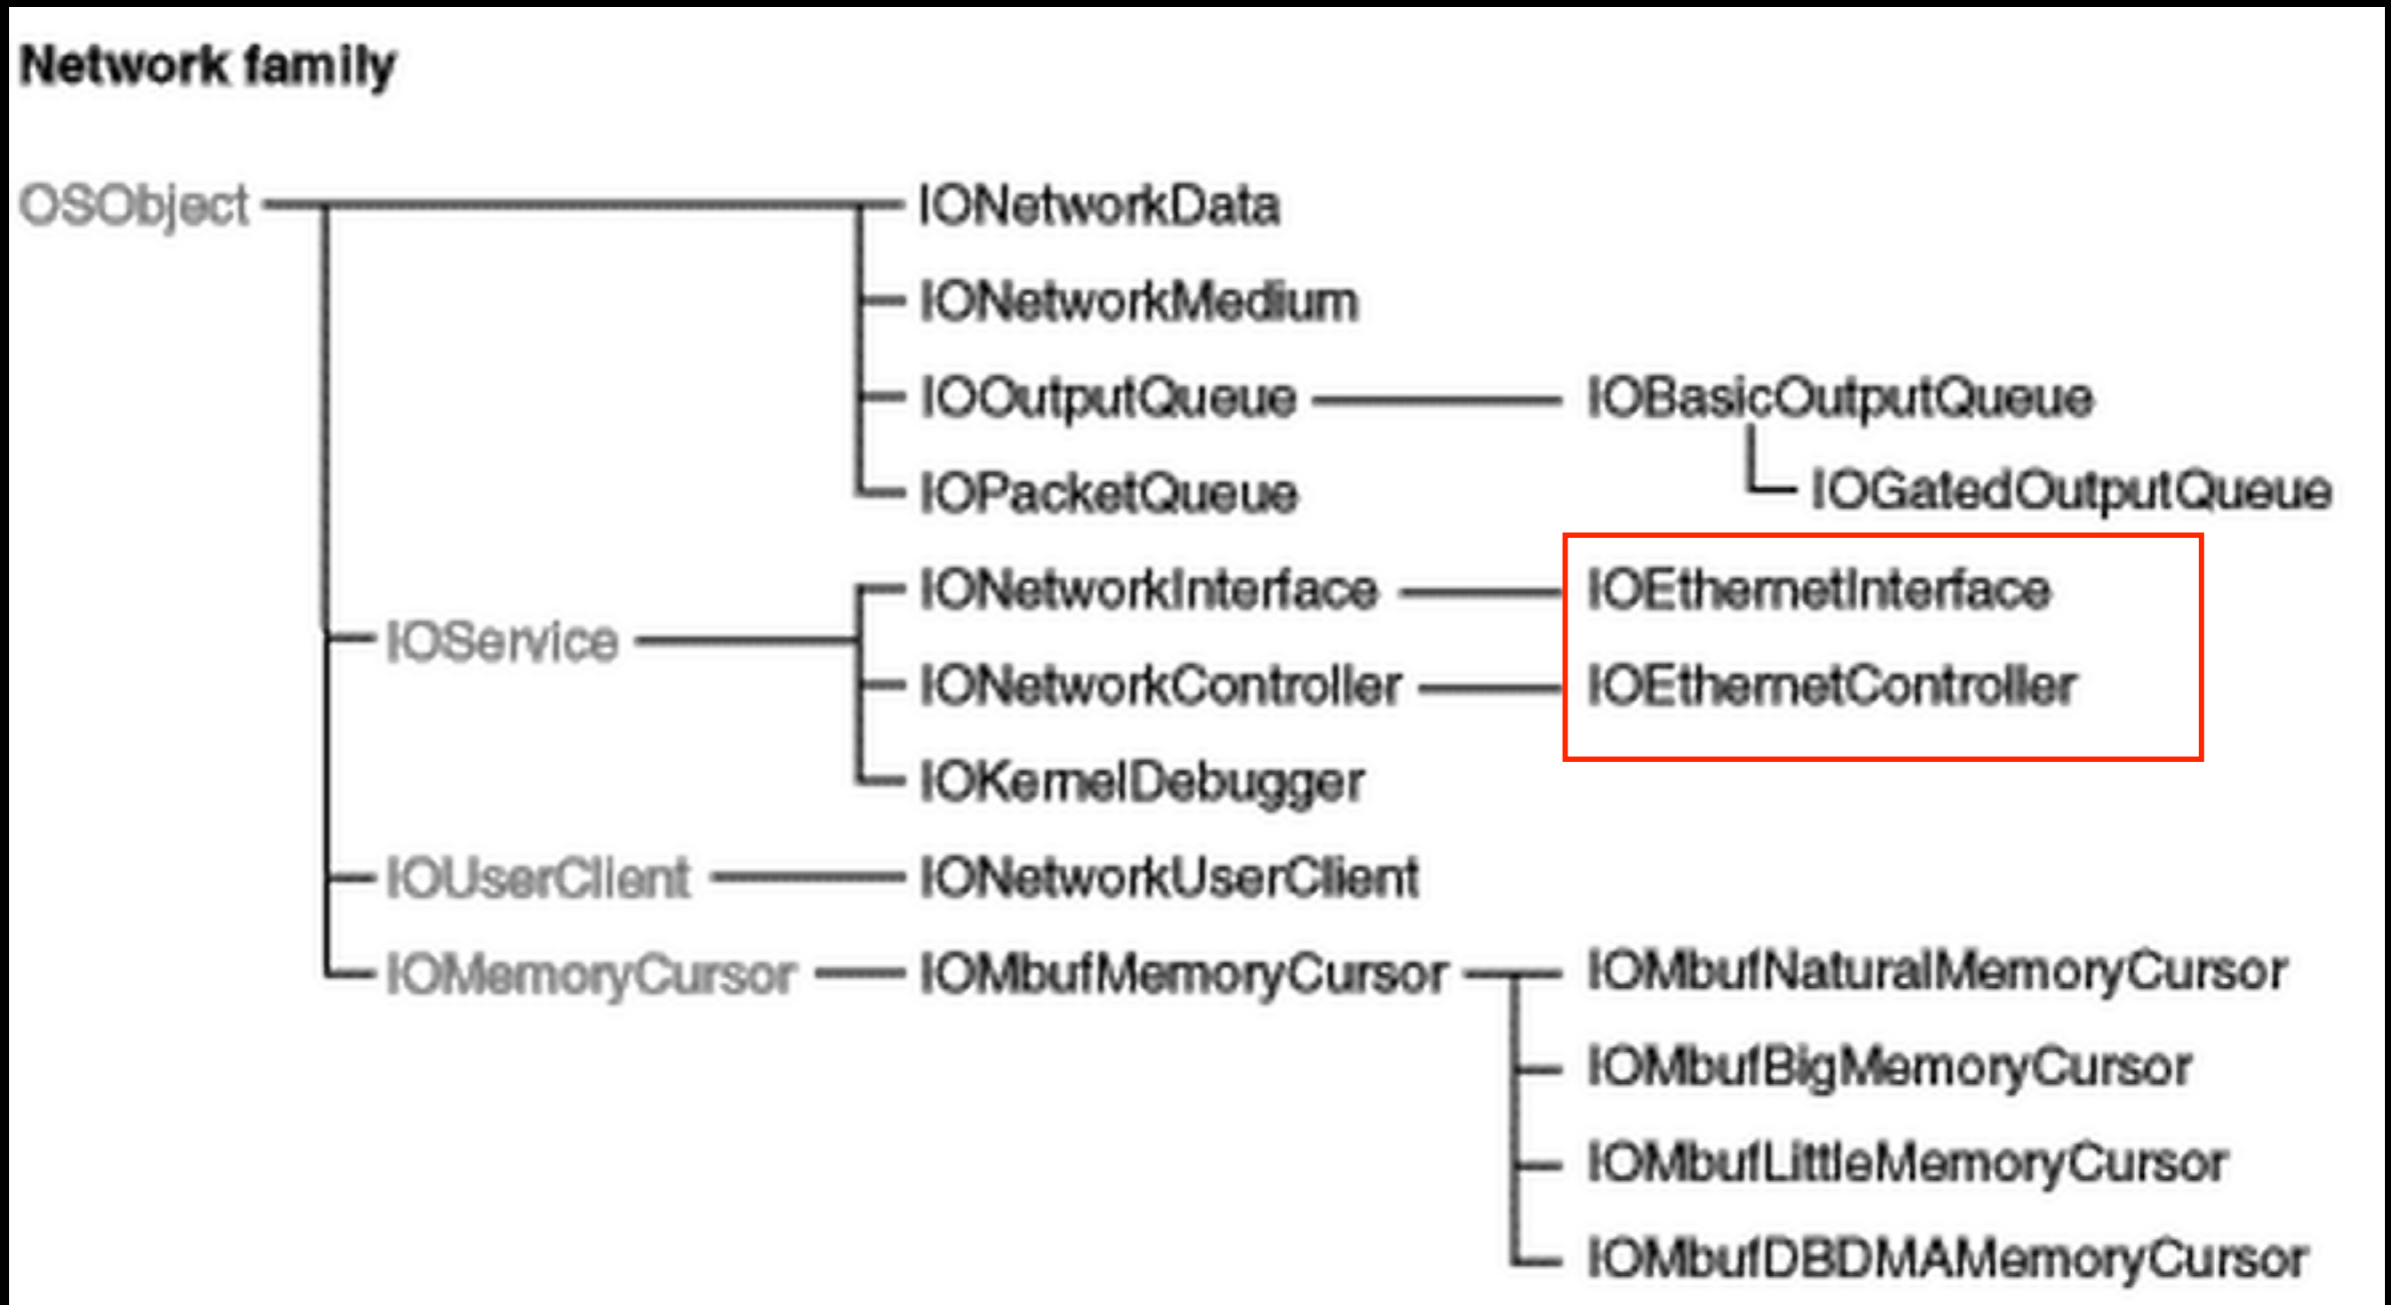 Network family
OSObject IONetworkData
IONetworkMedium
IOOutputQueue IOBasicOutputQueue
IOPacketQueue IOGatedOutputQueue
IONetworkInterface IOEthernetInterface
IOService
IONetworkController IOEthernetController
IOKernelDebugger
IOUserClient IONetworkUserClient
IOMemoryCursor IOMbufMemoryCursor IOMbufNaturalMemoryCursor
IOMbufBigMemoryCursor
IOMbufLittleMemoryCursor
IOMbufDBDMAMemoryCursor